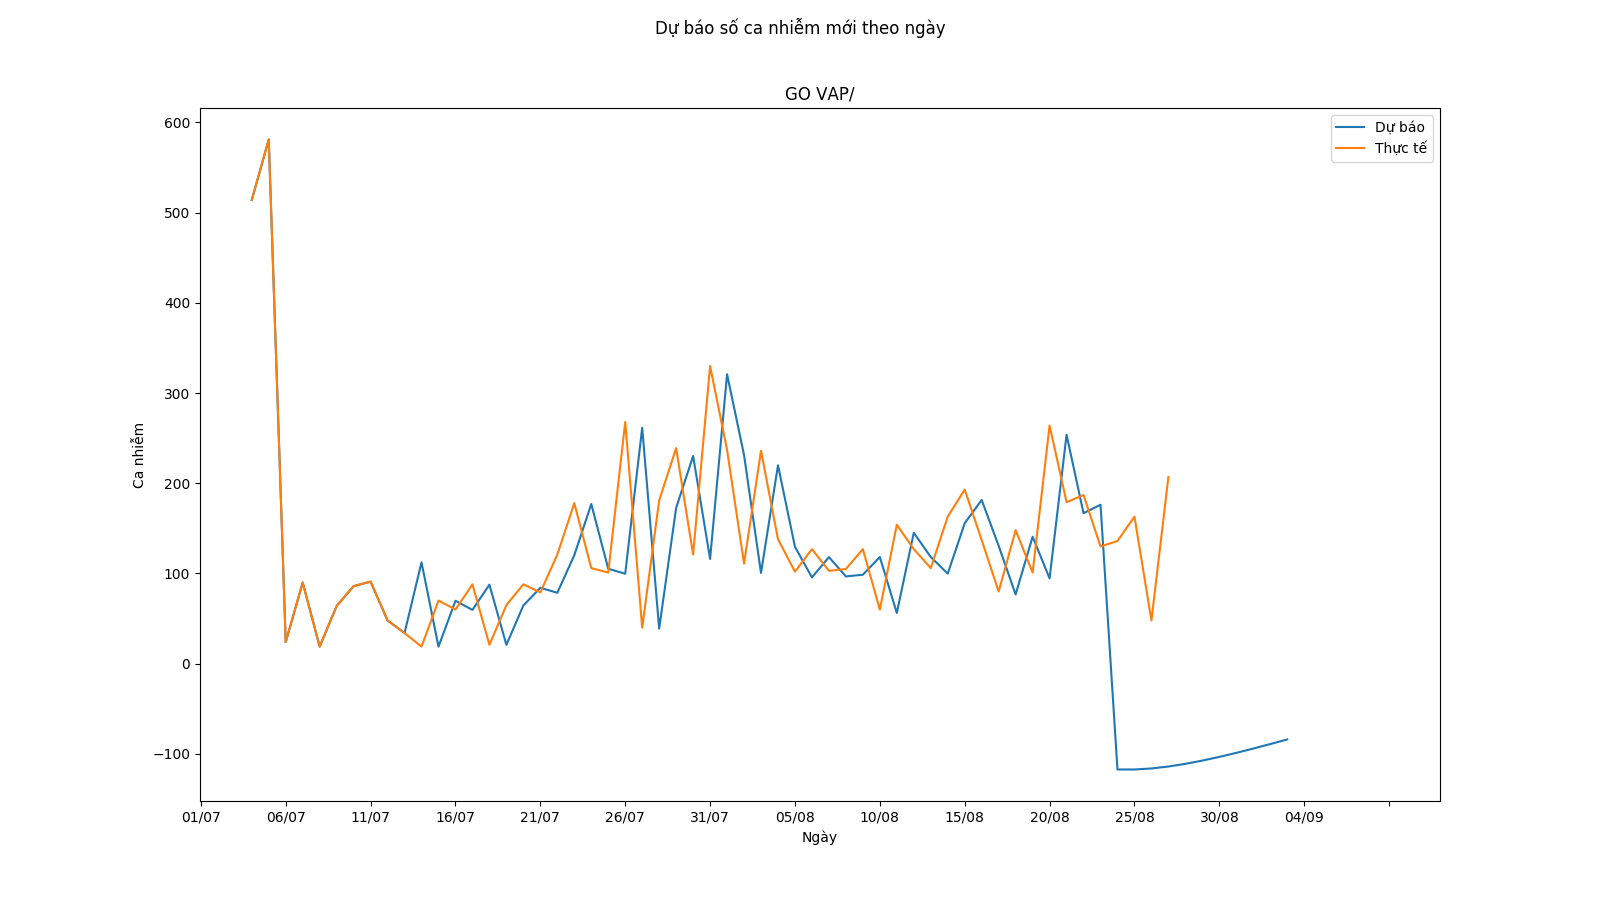 Dự báo số ca nhiễm mới theo ngày
GO VAP/
Dự báo
Thực tế
600
500
400
300
200
100
0
−100
Ca nhiễm
01/07 06/07 11/07 16/07 21/07 26/07 31/07 05/08 10/08 15/08 20/08 25/08 30/08 04/09
Ngày